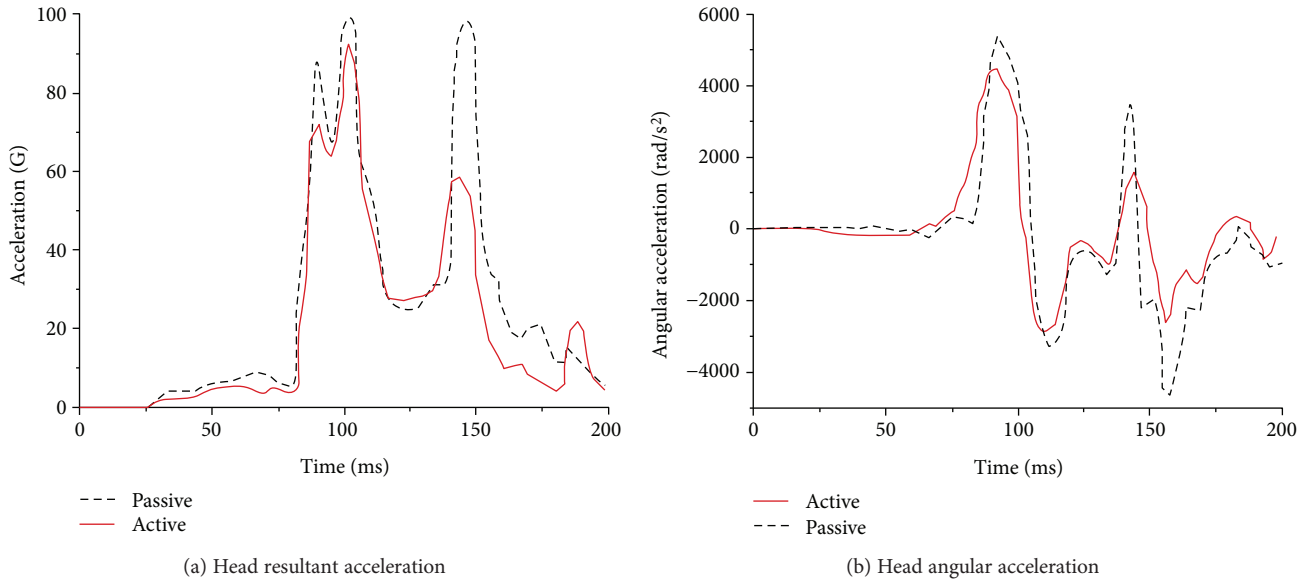 100
80
60
40
20
0
Acceleration (G)
0 50 100 150 200
Time (ms)
Passive
Active
(a) Head resultant acceleration
6000
4000
2000
0
−2000
−4000
Angular acceleration (rad/s²)
0 50 100 150 200
Time (ms)
Active
Passive
(b) Head angular acceleration